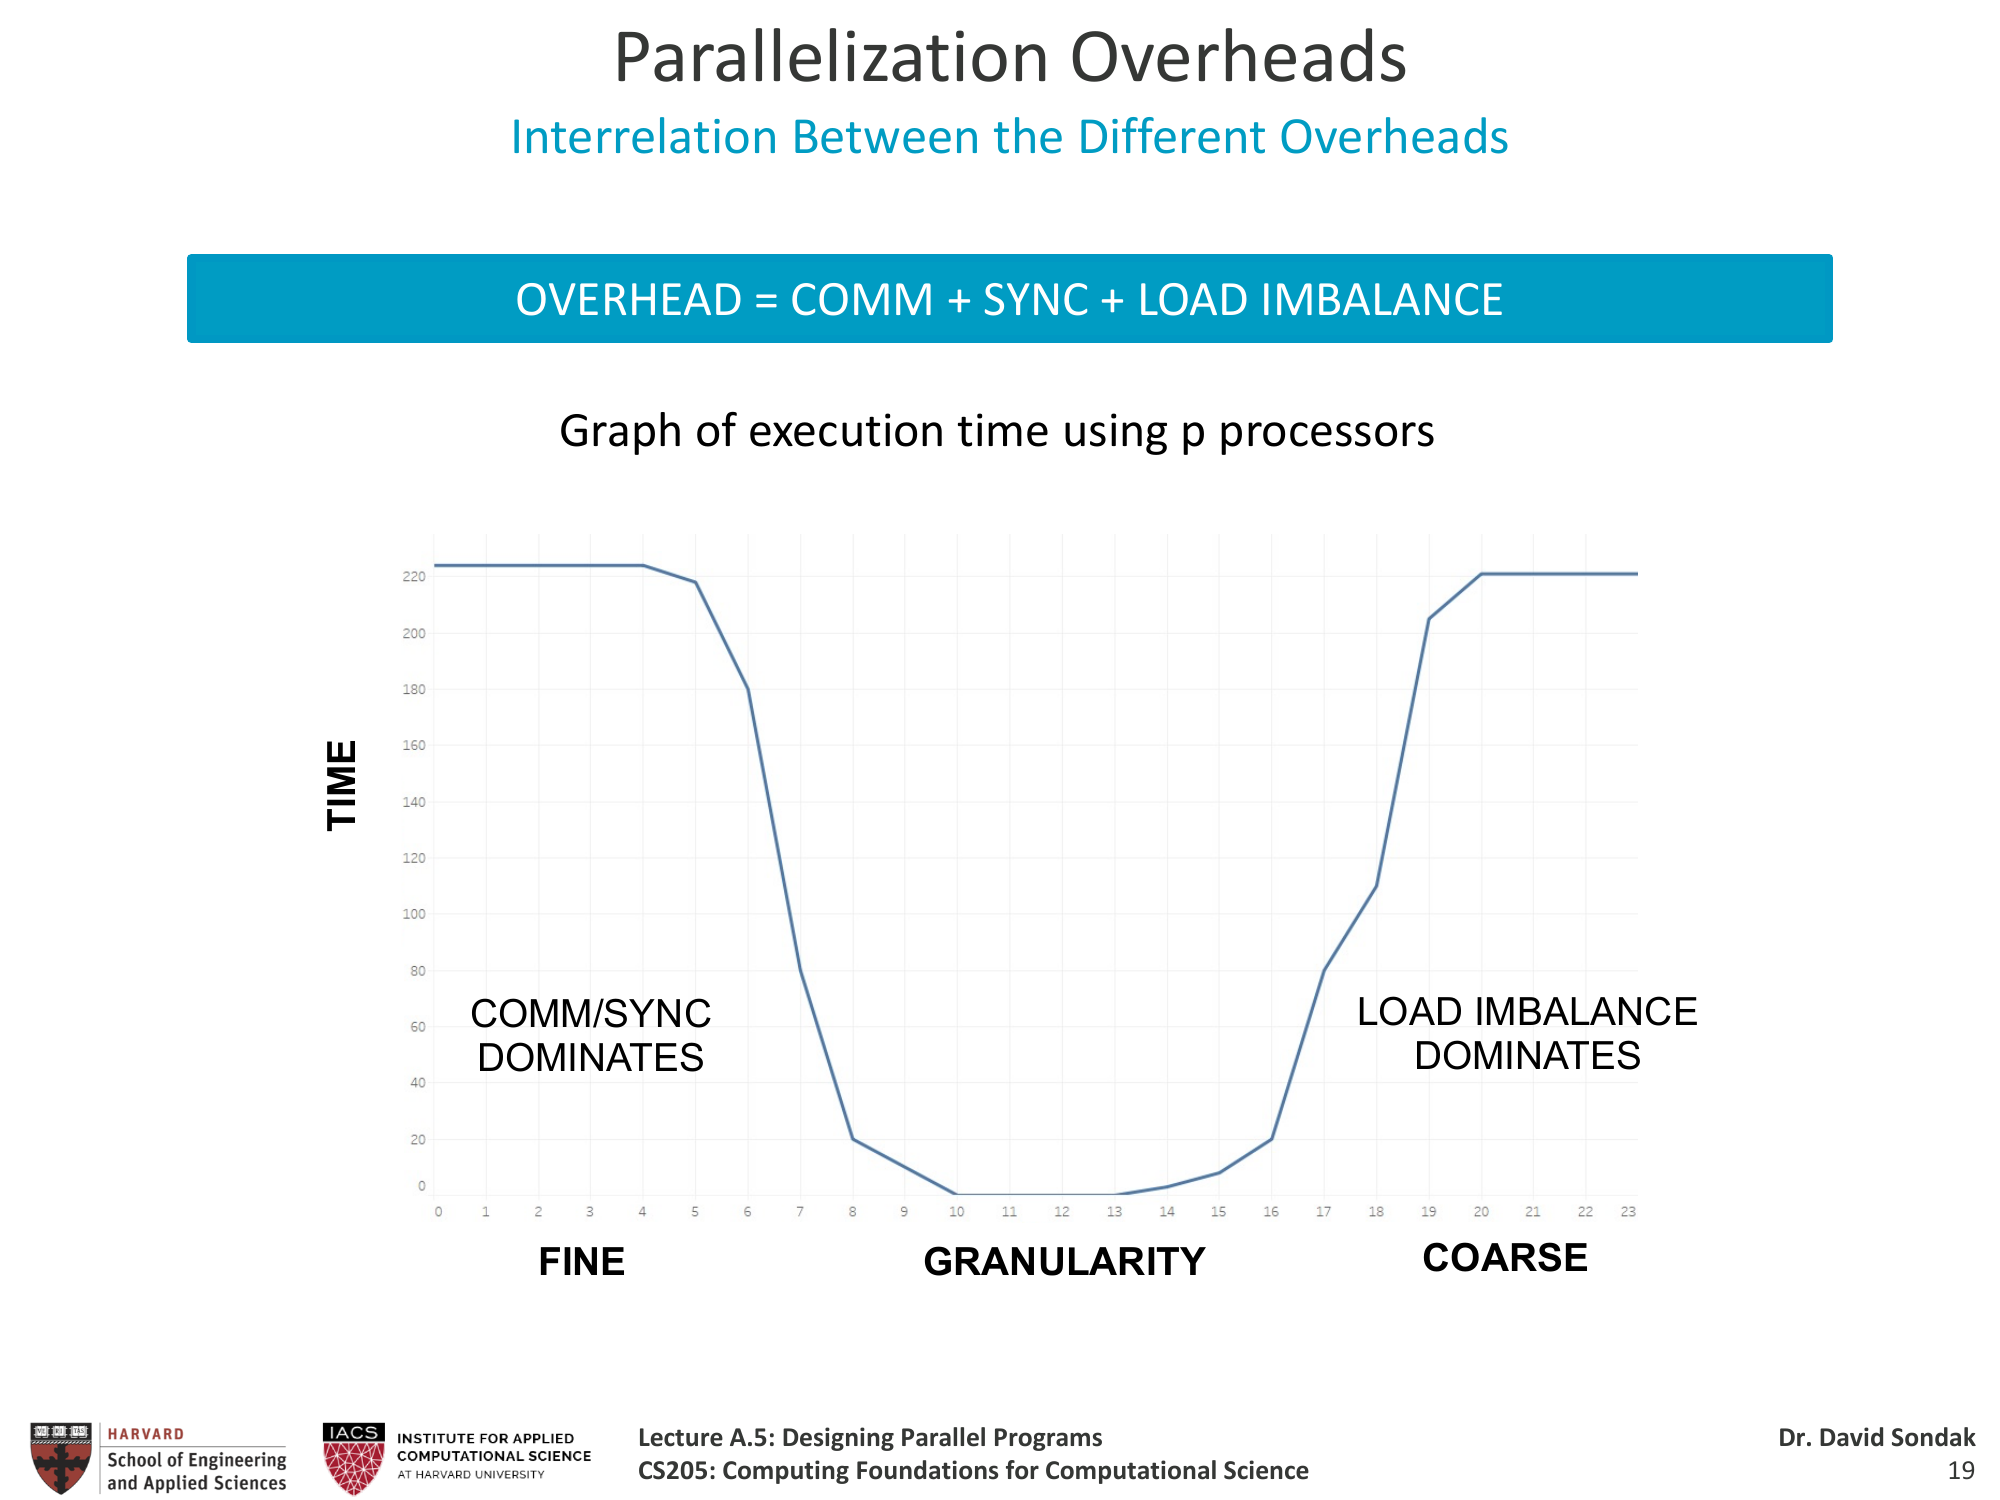 Parallelization Overheads
Interrelation Between the Different Overheads
OVERHEAD = COMM + SYNC + LOAD IMBALANCE
Graph of execution time using p processors
TIME
220
200
180
160
140
120
100
80
60
40
20
0
COMM/SYNC
DOMINATES
LOAD IMBALANCE
DOMINATES
0 1 2 3 4 5 6 7 8 9 10 11 12 13 14 15 16 17 18 19 20 21 22 23
FINE GRANULARITY COARSE
HARVARD
School of Engineering
and Applied Sciences
IACS
INSTITUTE FOR APPLIED
COMPUTATIONAL SCIENCE
AT HARVARD UNIVERSITY
Lecture A.5: Designing Parallel Programs
CS205: Computing Foundations for Computational Science
Dr. David Sondak
19